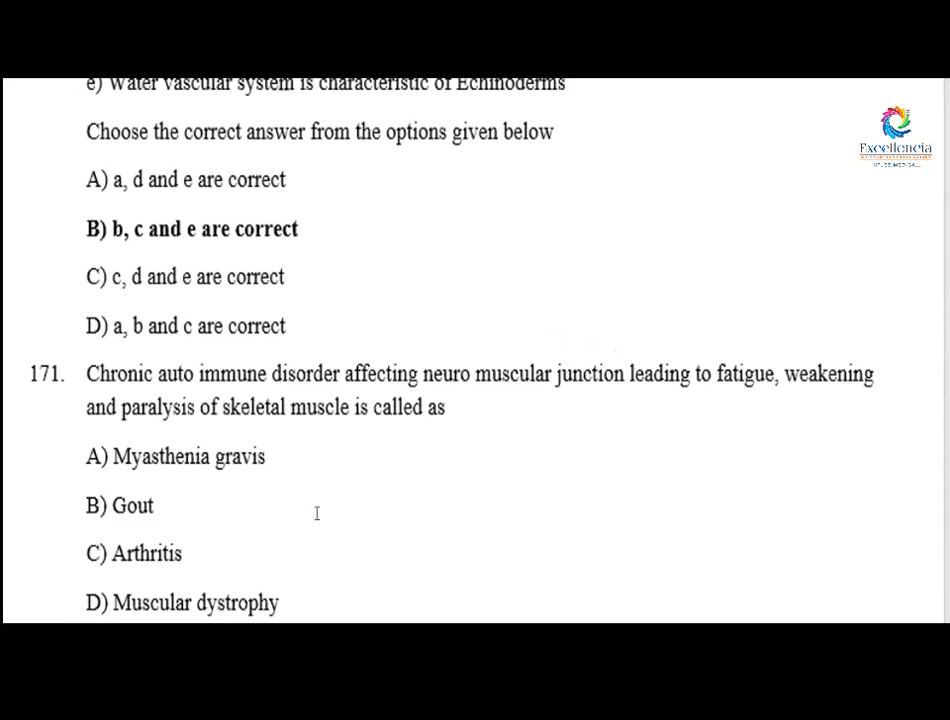 e) Water vascular system is characteristic of Echinoderms
Choose the correct answer from the options given below
A) a, d and e are correct
B) b, c and e are correct
C) c, d and e are correct
D) a, b and c are correct
171. Chronic auto immune disorder affecting neuro muscular junction leading to fatigue, weakening
and paralysis of skeletal muscle is called as
A) Myasthenia gravis
B) Gout
C) Arthritis
D) Muscular dystrophy
Excellencia